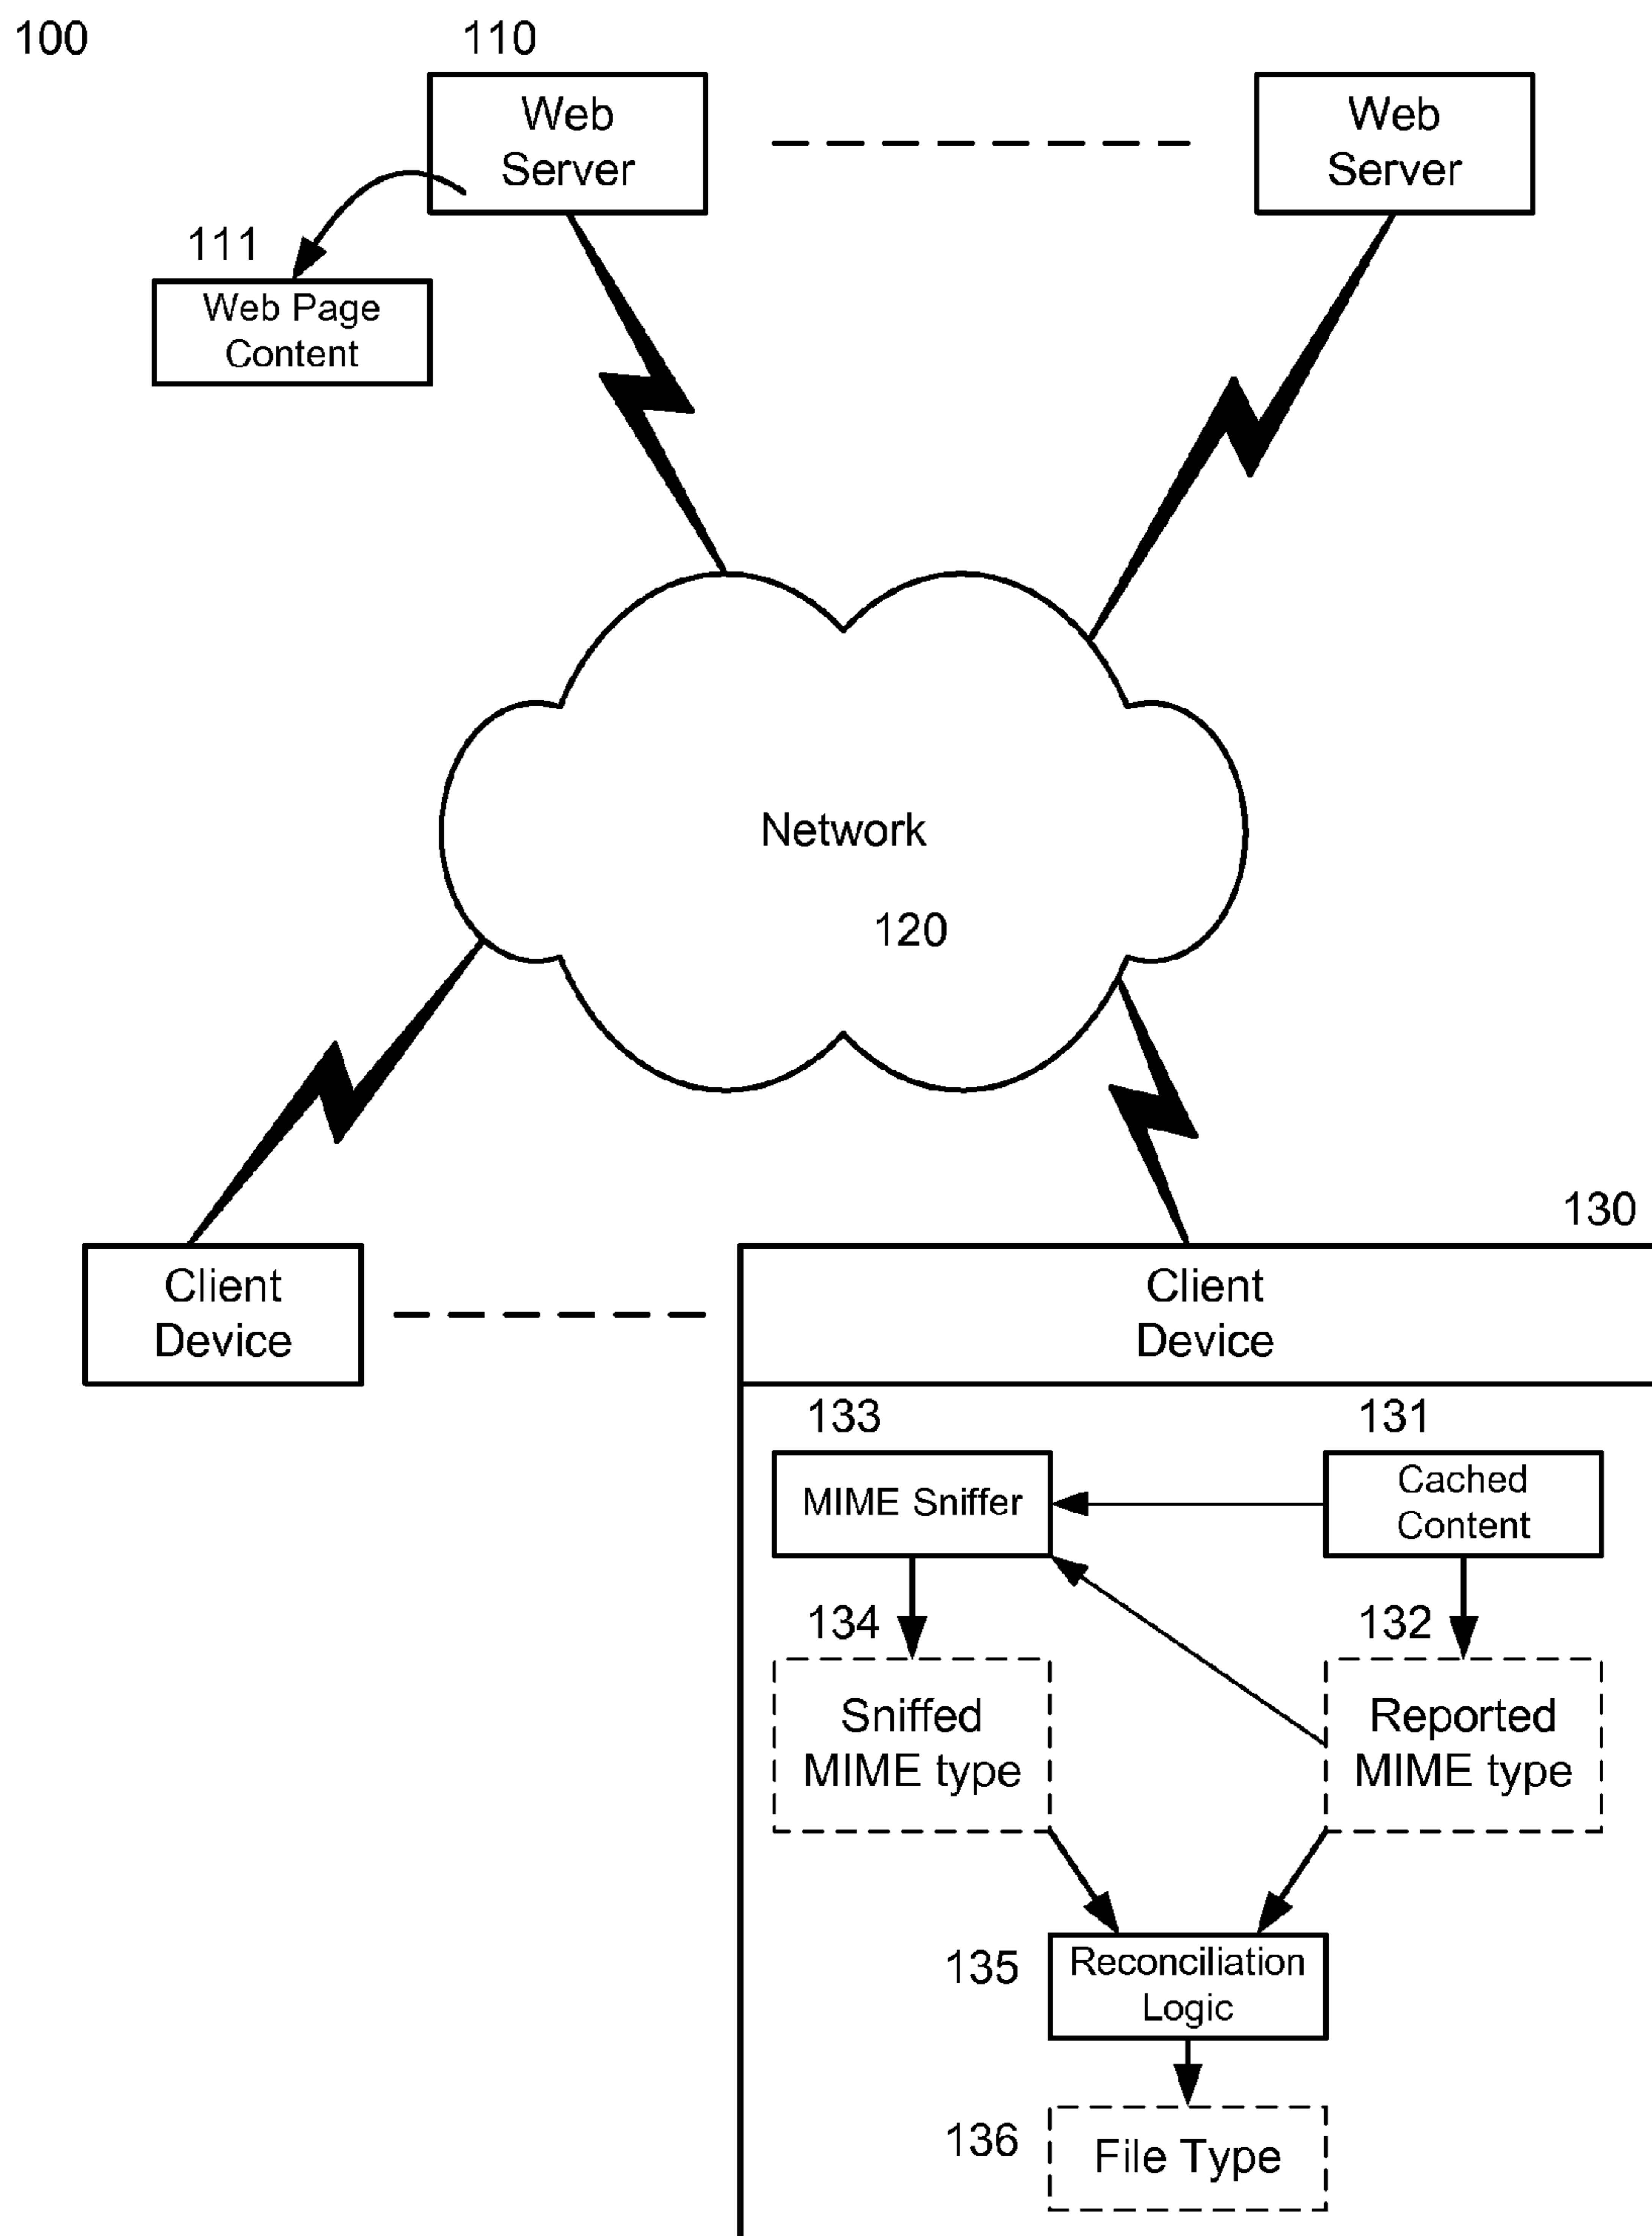 100
110
Web
Server
Web
Server
111
Web Page
Content
Network
120
130
Client
Device
Client
Device
133
131
MIME Sniffer
Cached
Content
134
132
Sniffed
MIME type
Reported
MIME type
135
Reconciliation
Logic
136
File Type